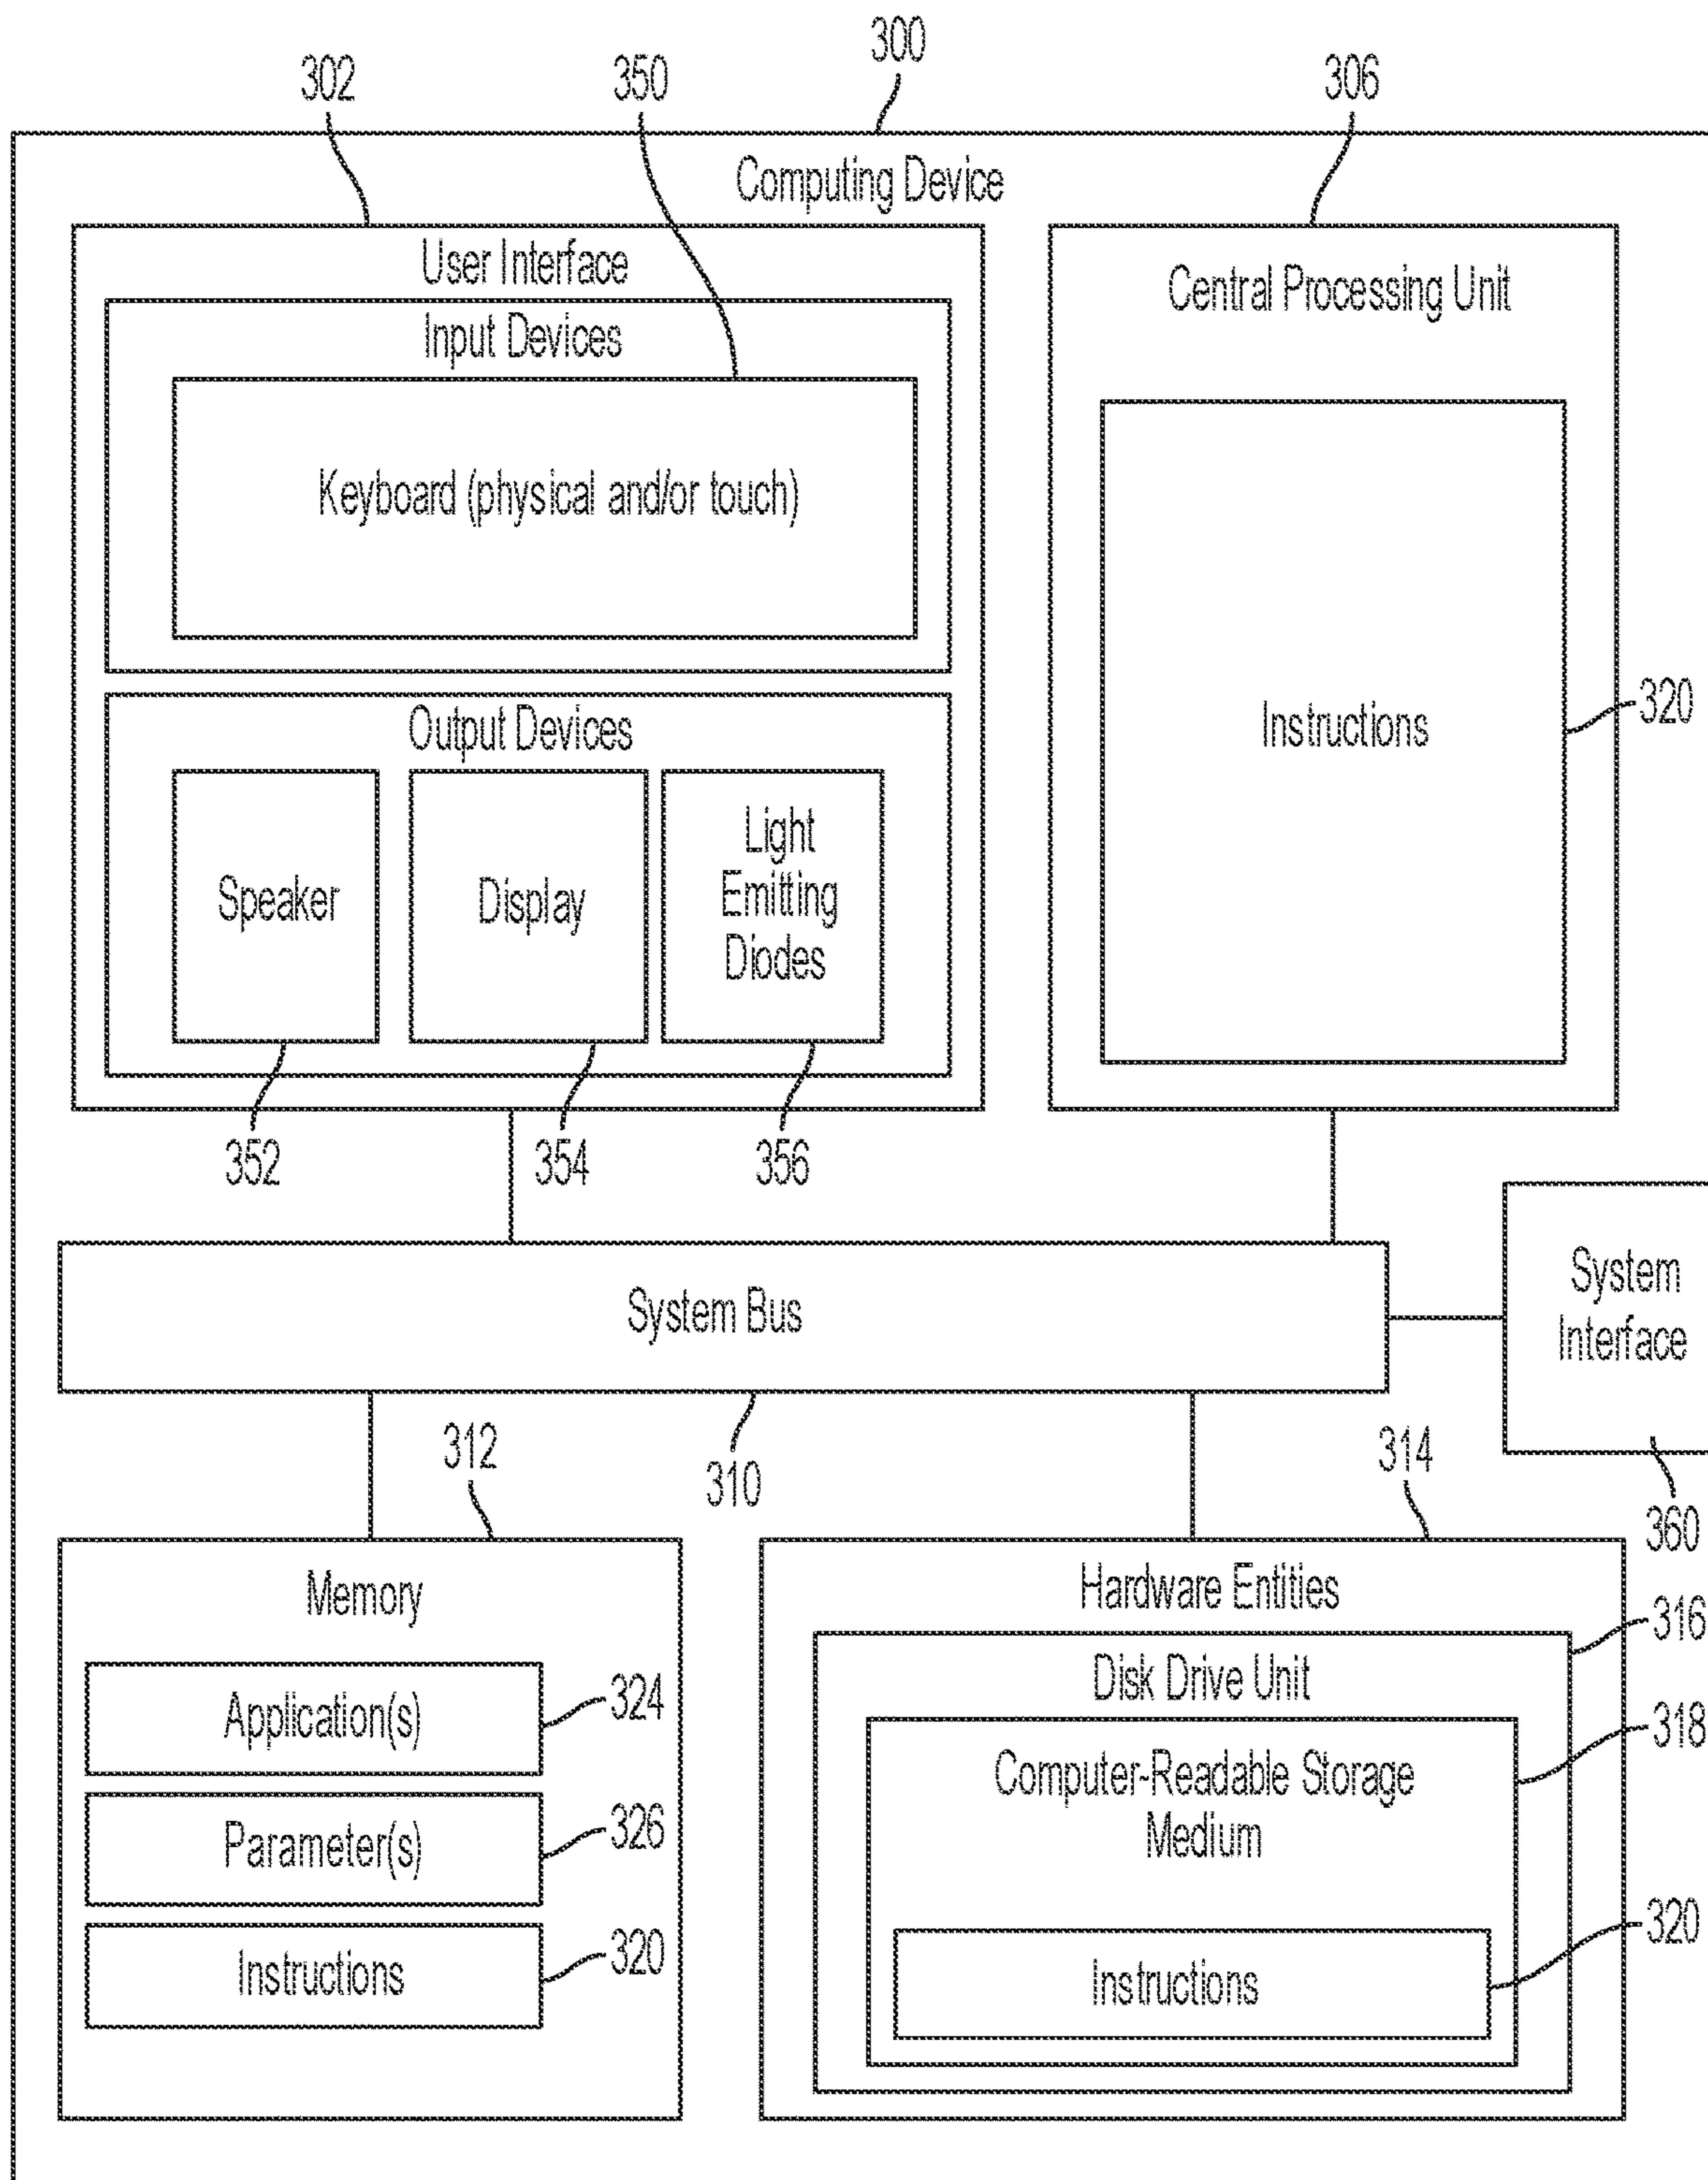 300
302
350
306
Computing Device
User Interface
Input Devices
Keyboard (physical and/or touch)
Central Processing Unit
Instructions
320
Output Devices
Speaker
Display
Light
Emitting
Diodes
352
354
356
System Bus
System
Interface
310
360
312
314
Memory
Application(s)
324
Parameter(s)
326
Instructions
320
Hardware Entities
316
Disk Drive Unit
318
Computer-Readable Storage
Medium
Instructions
320